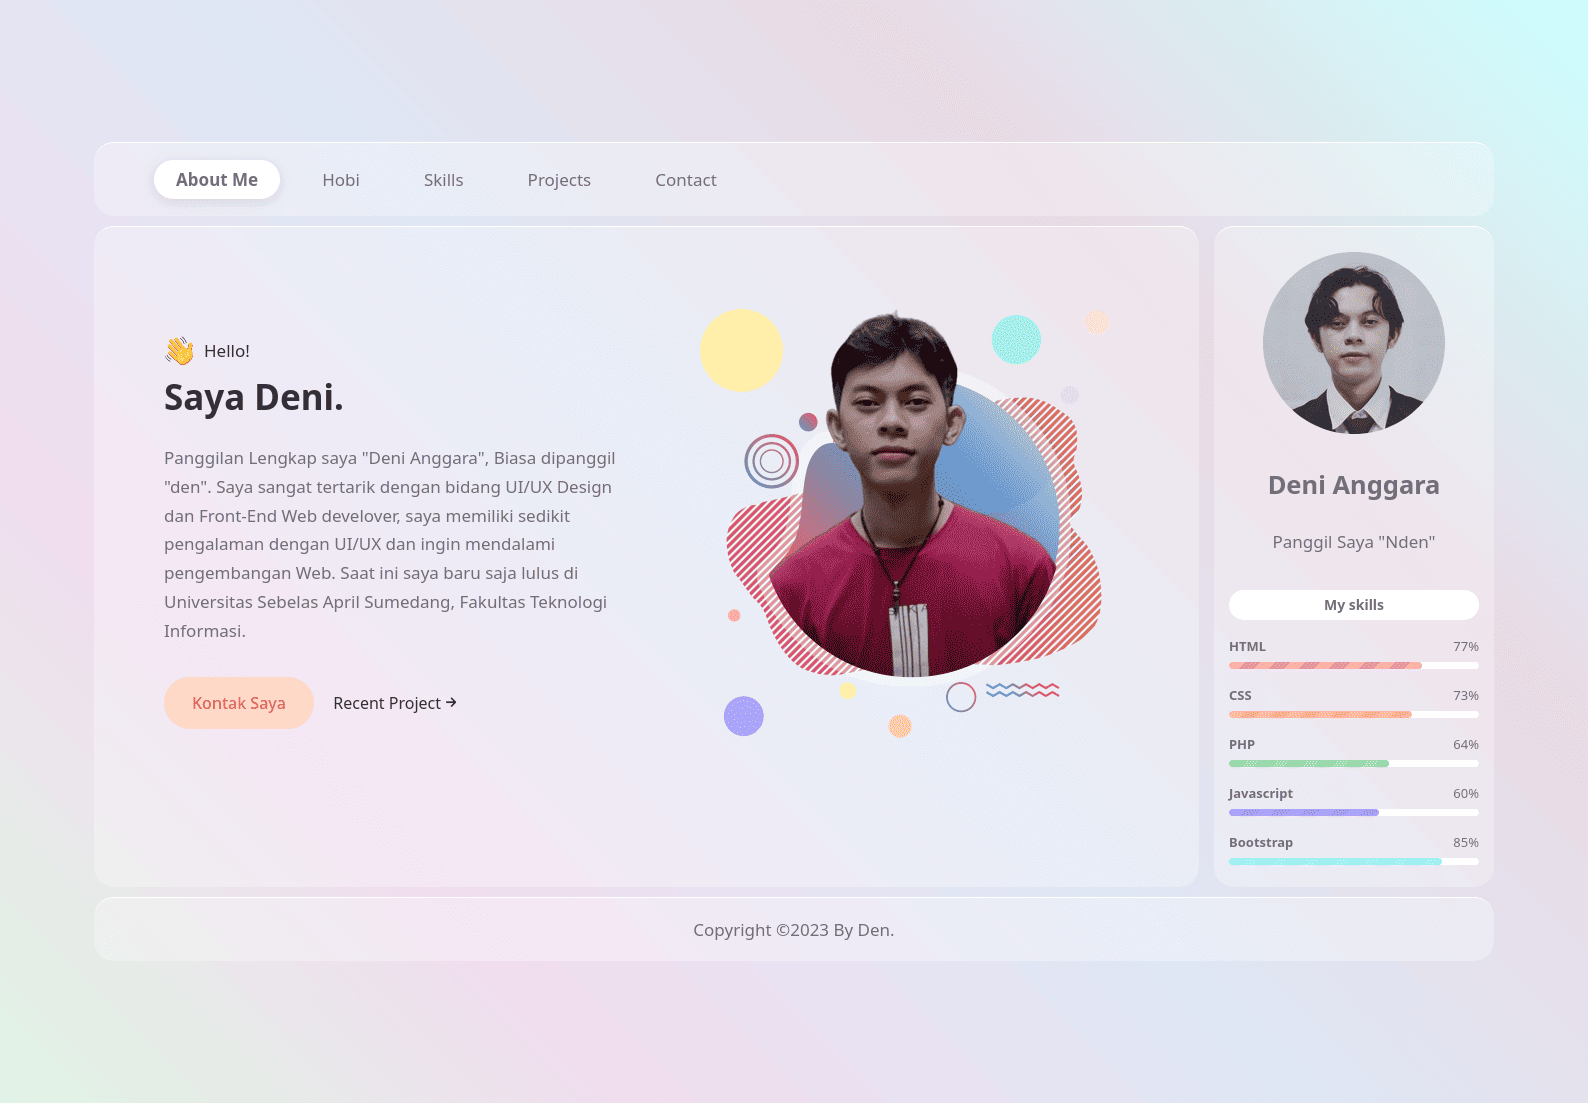 About Me
Hobi
Skills
Projects
Contact
Hello!
Saya Deni.
Panggilan Lengkap saya "Deni Anggara", Biasa dipanggil
"den". Saya sangat tertarik dengan bidang UI/UX Design
dan Front-End Web develover, saya memiliki sedikit
pengalaman dengan UI/UX dan ingin mendalami
pengembangan Web. Saat ini saya baru saja lulus di
Universitas Sebelas April Sumedang, Fakultas Teknologi
Informasi.
Kontak Saya
Recent Project →
Deni Anggara
Panggil Saya "Nden"
My skills
HTML 77%
CSS 73%
PHP 64%
Javascript 60%
Bootstrap 85%
Copyright ©2023 By Den.